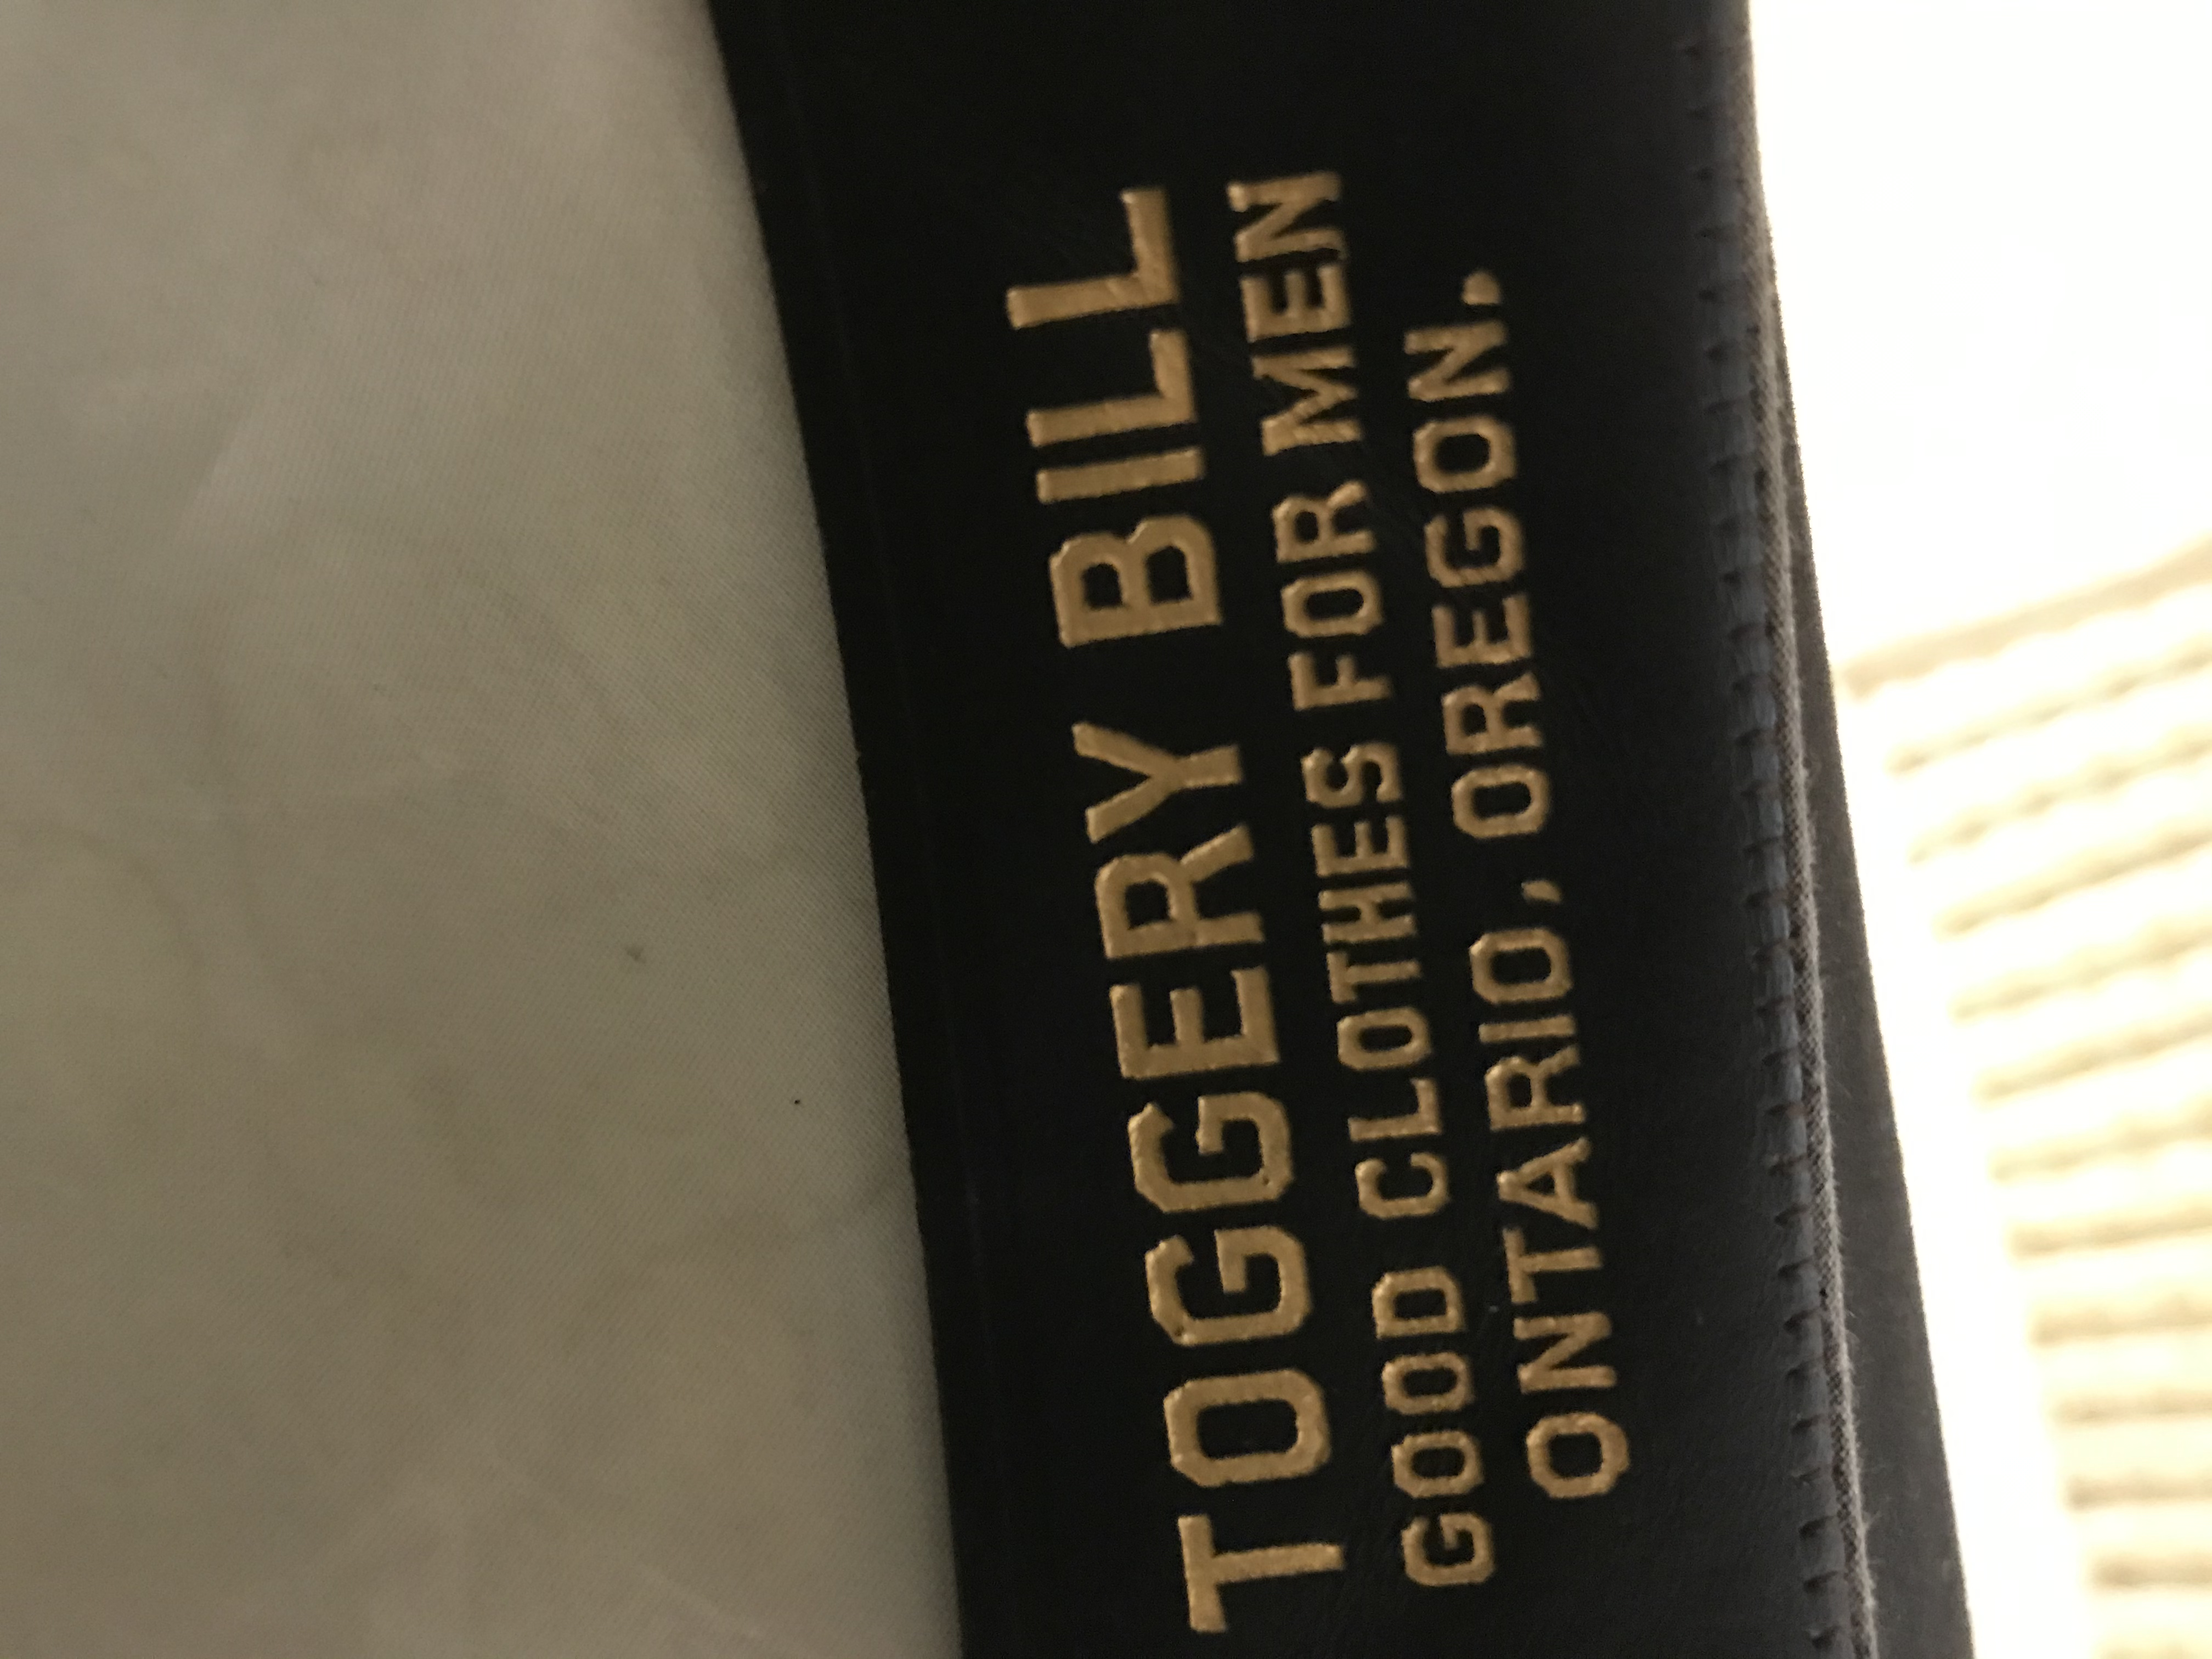 TOGGERY BILL
GOOD CLOTHES FOR MEN
ONTARIO, OREGON.